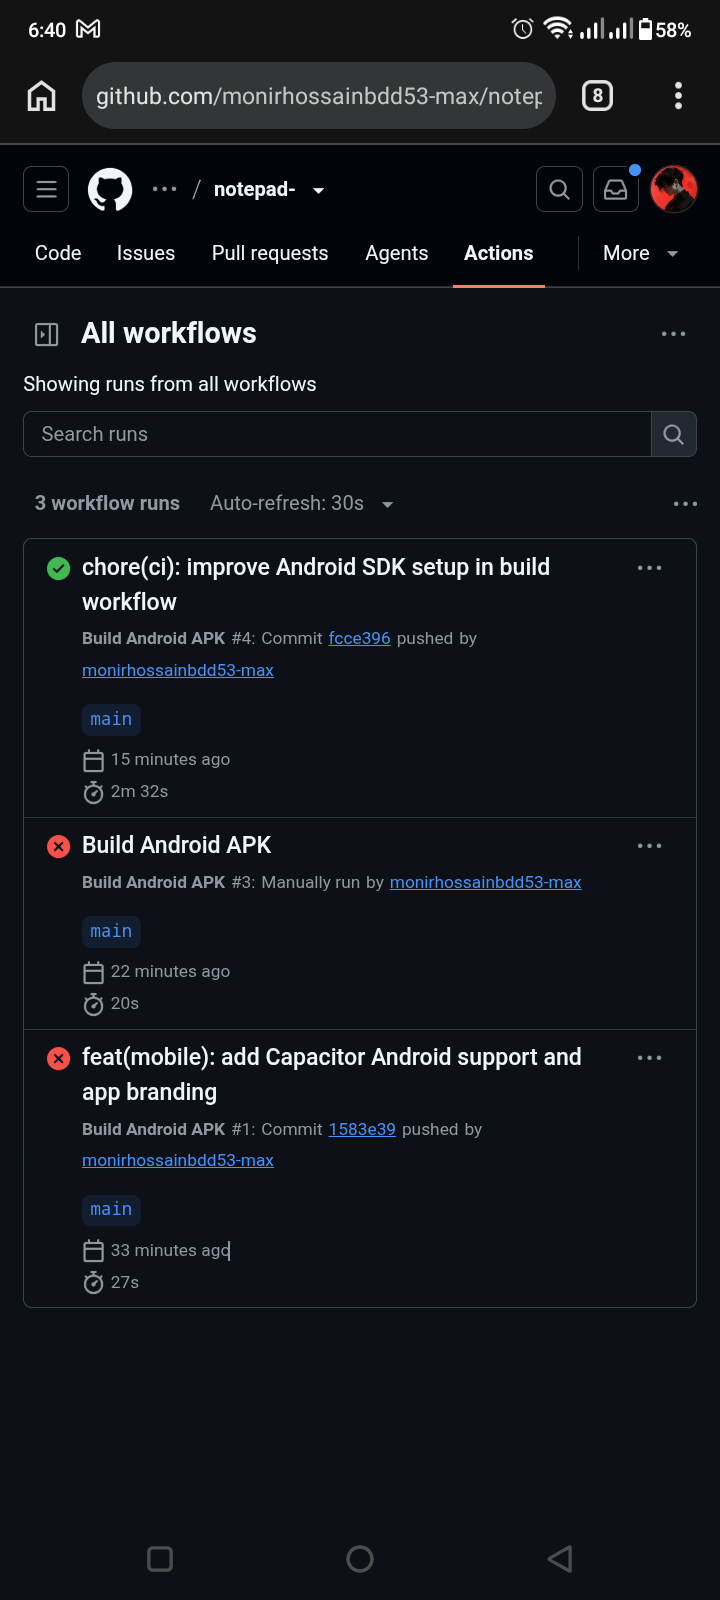 6:40
58%
github.com/monirhossainbdd53-max/notep
8
/ notepad-
Code Issues Pull requests Agents Actions More
All workflows
Showing runs from all workflows
Search runs
3 workflow runs Auto-refresh: 30s
chore(ci): improve Android SDK setup in build
workflow
Build Android APK #4: Commit fcce396 pushed by
monirhossainbdd53-max
main
15 minutes ago
2m 32s
Build Android APK
Build Android APK #3: Manually run by monirhossainbdd53-max
main
22 minutes ago
20s
feat(mobile): add Capacitor Android support and
app branding
Build Android APK #1: Commit 1583e39 pushed by
monirhossainbdd53-max
main
33 minutes ago
27s